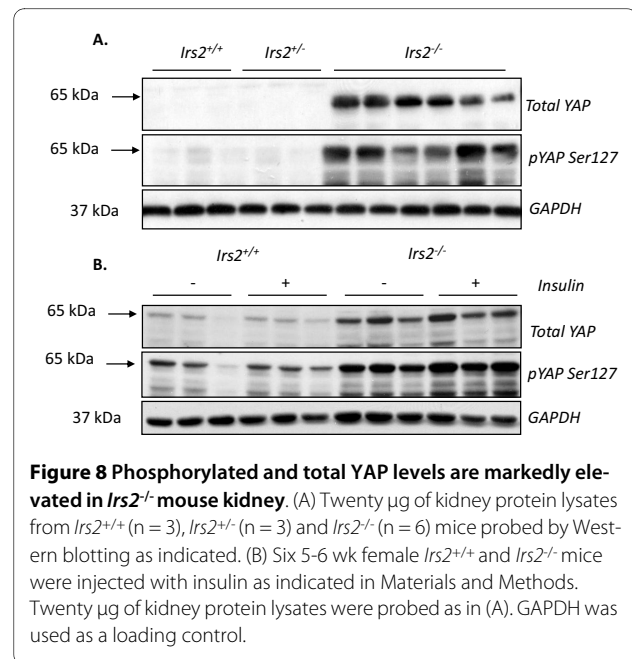 A.
Irs2+/+ Irs2+/- Irs2-/-
65 kDa Total YAP
65 kDa pYAP Ser127
37 kDa GAPDH
B.
Irs2+/+ Irs2-/-
- + - + Insulin
65 kDa Total YAP
65 kDa pYAP Ser127
37 kDa GAPDH
Figure 8 Phosphorylated and total YAP levels are markedly ele-
vated in Irs2-/- mouse kidney. (A) Twenty μg of kidney protein lysates
from Irs2+/+ (n = 3), Irs2+/- (n = 3) and Irs2-/- (n = 6) mice probed by West-
ern blotting as indicated. (B) Six 5-6 wk female Irs2+/+ and Irs2-/- mice
were injected with insulin as indicated in Materials and Methods.
Twenty μg of kidney protein lysates were probed as in (A). GAPDH was
used as a loading control.